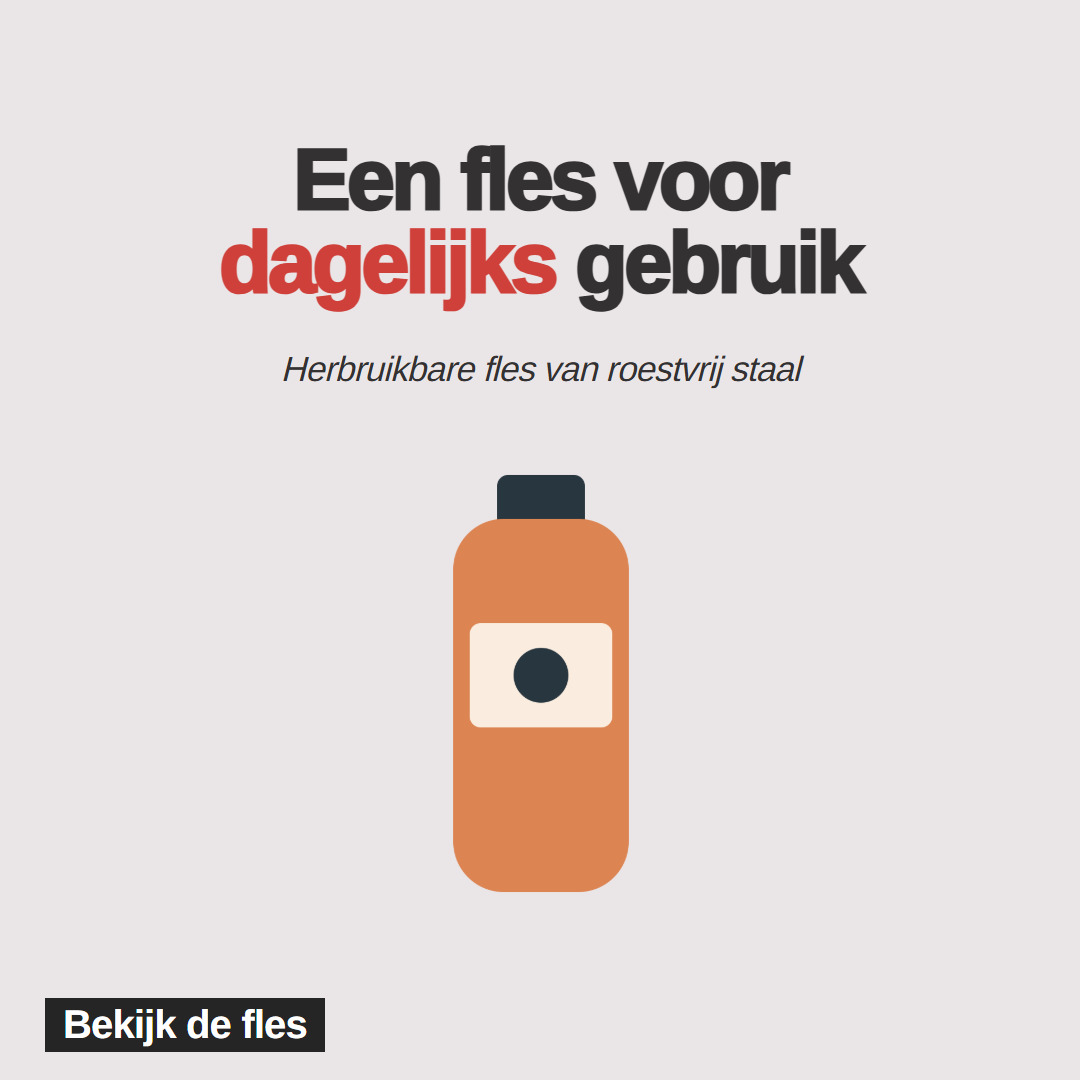 Een fles voor
dagelijks gebruik
Herbruikbare fles van roestvrij staal
Bekijk de fles